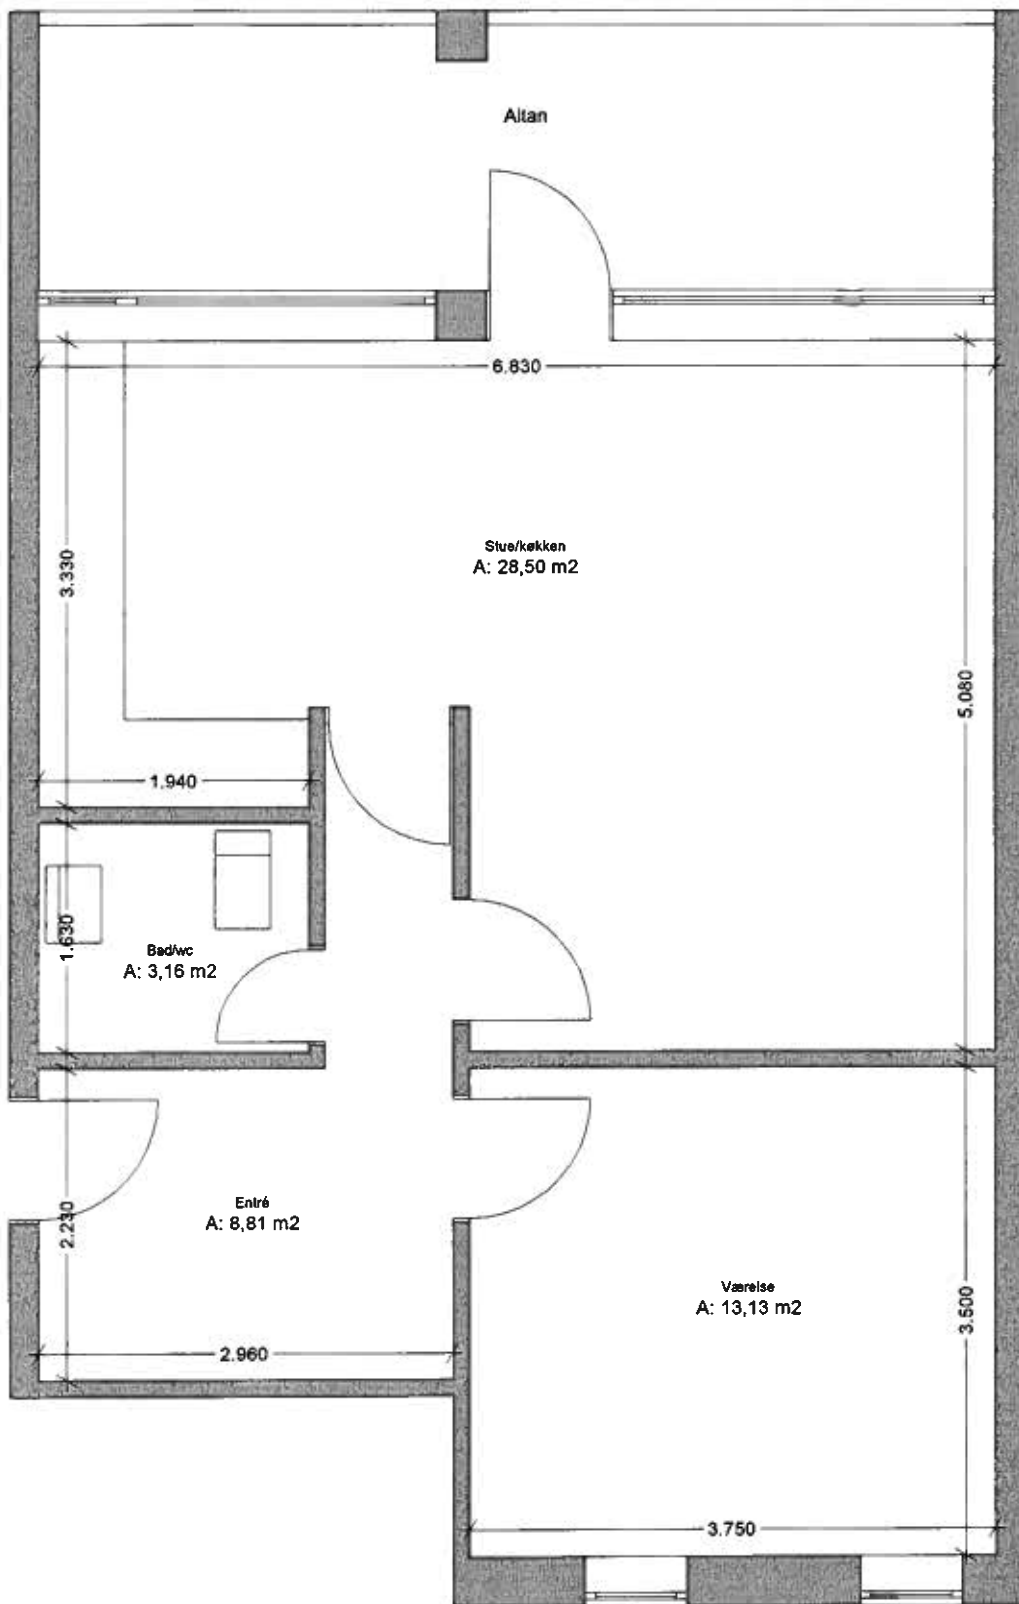 Altan
6.830
Stue/køkken
A: 28,50 m2
3.330
5.080
1.940
1.630
Bad/wc
A: 3,16 m2
Entré
A: 8,81 m2
2.230
Værelse
A: 13,13 m2
3.500
2.960
3.750